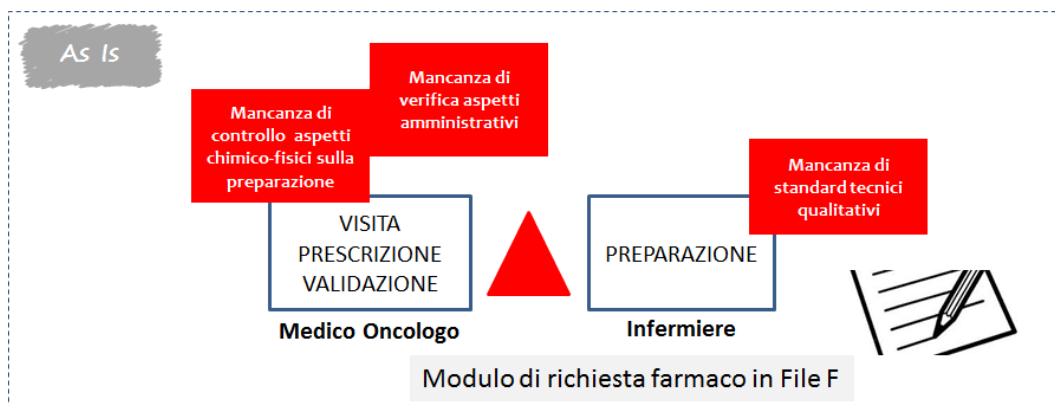 As Is
Mancanza di
verifica aspetti
amministrativi
Mancanza di
controllo aspetti
chimico-fisici sulla
preparazione
Mancanza di
standard tecnici
qualitativi
VISITA
PRESCRIZIONE
VALIDAZIONE
PREPARAZIONE
Medico Oncologo
Infermiere
Modulo di richiesta farmaco in File F